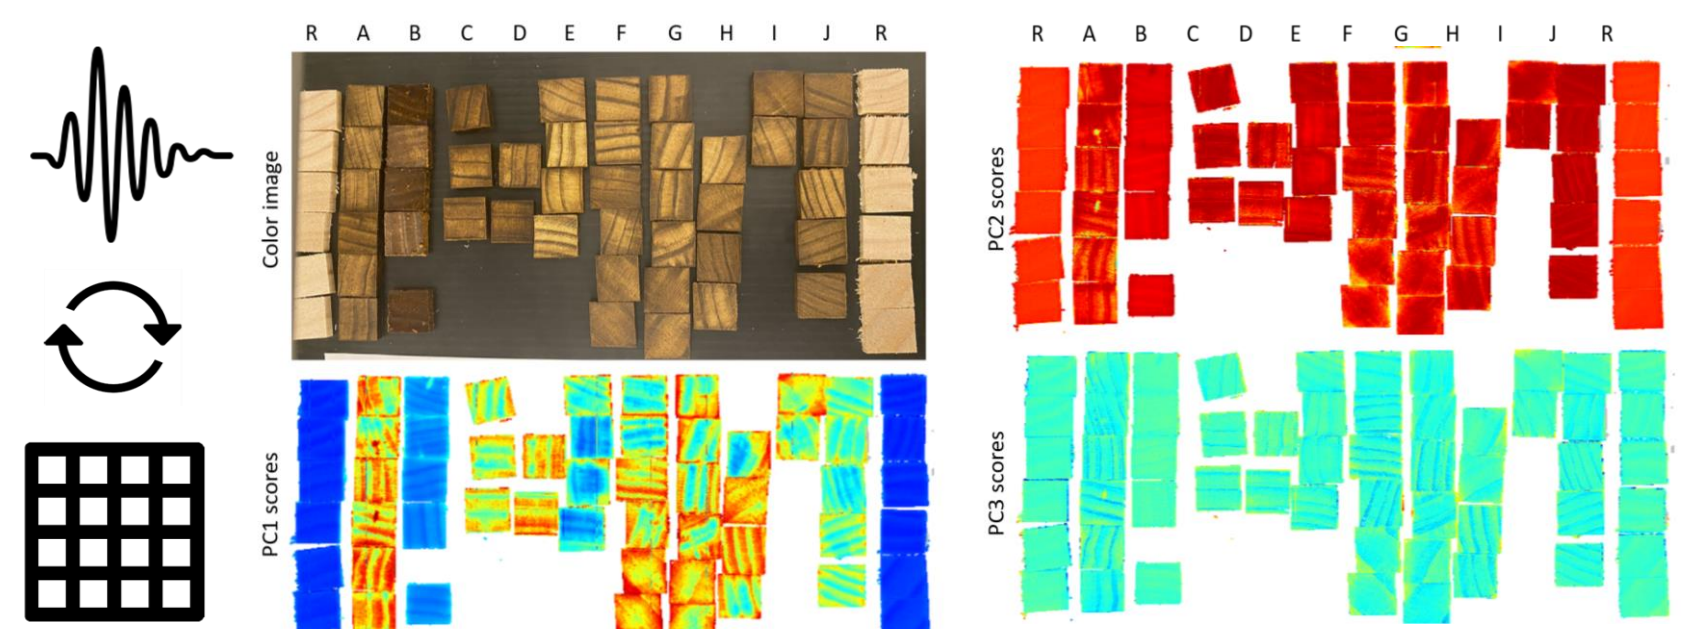 R A B C D E F G H I J R
Color image
PC1 scores
R A B C D E F G H I J R
PC2 scores
PC3 scores